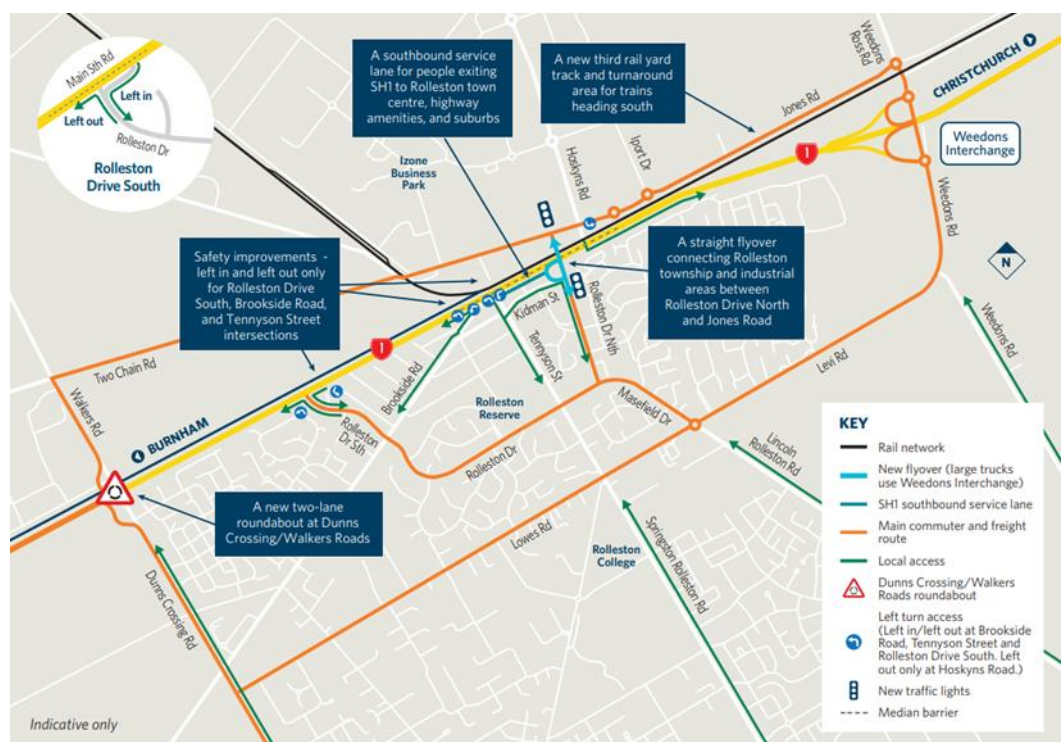 Main Sth Rd
Left in
Left out
Rolleston Dr
Rolleston
Drive South
A southbound service
lane for people exiting
SH1 to Rolleston town
centre, highway
amenities, and suburbs
A new third rail yard
track and turnaround
area for trains
heading south
Weedons
Ross Rd
CHRISTCHURCH
Jones Rd
1
Weedons
Interchange
Izone
Business
Park
Hoskyns Rd
Iport Dr
Weedons Rd
Safety improvements -
left in and left out only
for Rolleston Drive
South, Brookside Road,
and Tennyson Street
intersections
A straight flyover
connecting Rolleston
township and industrial
areas between
Rolleston Drive North
and Jones Road
N
Kidman St
Rolleston Dr Nth
Tennyson St
1
Two Chain Rd
Walkers Rd
Brookside Rd
Weedons Rd
Levi Rd
Rolleston
Reserve
Masefield Dr
BURNHAM
Rolleston
Dr Sth
Rolleston Dr
Lincoln
Rolleston Rd
A new two-lane
roundabout at Dunns
Crossing/Walkers Roads
Lowes Rd
Rolleston
College
Springston Rolleston Rd
Dunns Crossing Rd
KEY
Rail network
New flyover (large trucks
use Weedons Interchange)
SH1 southbound service lane
Main commuter and freight
route
Local access
Dunns Crossing/Walkers
Roads roundabout
Left turn access
(Left in/left out at Brookside
Road, Tennyson Street and
Rolleston Drive South. Left
out only at Hoskyns Road.)
New traffic lights
Median barrier
Indicative only